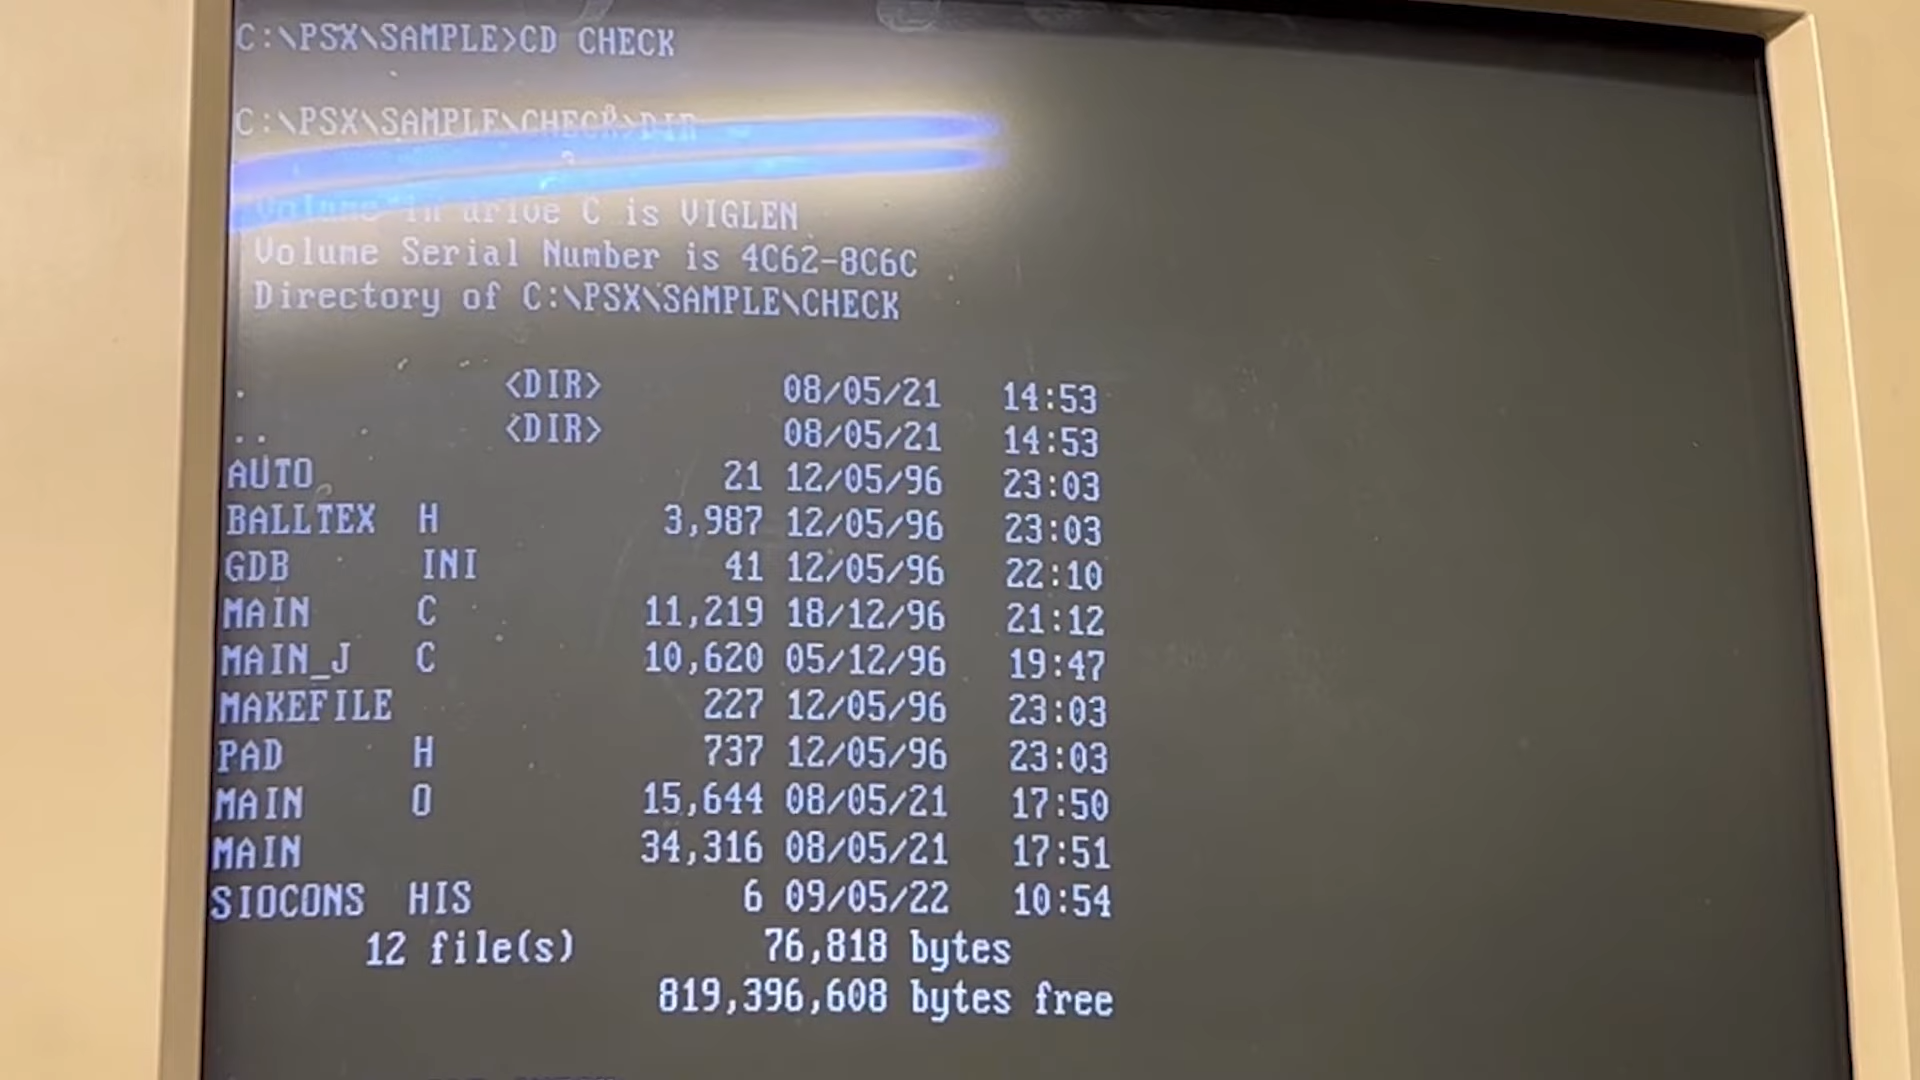 C:\PSX\SAMPLE>CD CHECK
C:\PSX\SAMPLE\CHECK>DIR
Volume in drive C is VIGLEN
Volume Serial Number is 4C62-8C6C
Directory of C:\PSX\SAMPLE\CHECK
. <DIR> 08/05/21 14:53
.. <DIR> 08/05/21 14:53
AUTO 21 12/05/96 23:03
BALLTEX H 3,987 12/05/96 23:03
GDB INI 41 12/05/96 22:10
MAIN C 11,219 18/12/96 21:12
MAIN_J C 10,620 05/12/96 19:47
MAKEFILE 227 12/05/96 23:03
PAD H 737 12/05/96 23:03
MAIN O 15,644 08/05/21 17:50
MAIN 34,316 08/05/21 17:51
SIOCONS HIS 6 09/05/22 10:54
12 file(s) 76,818 bytes
819,396,608 bytes free